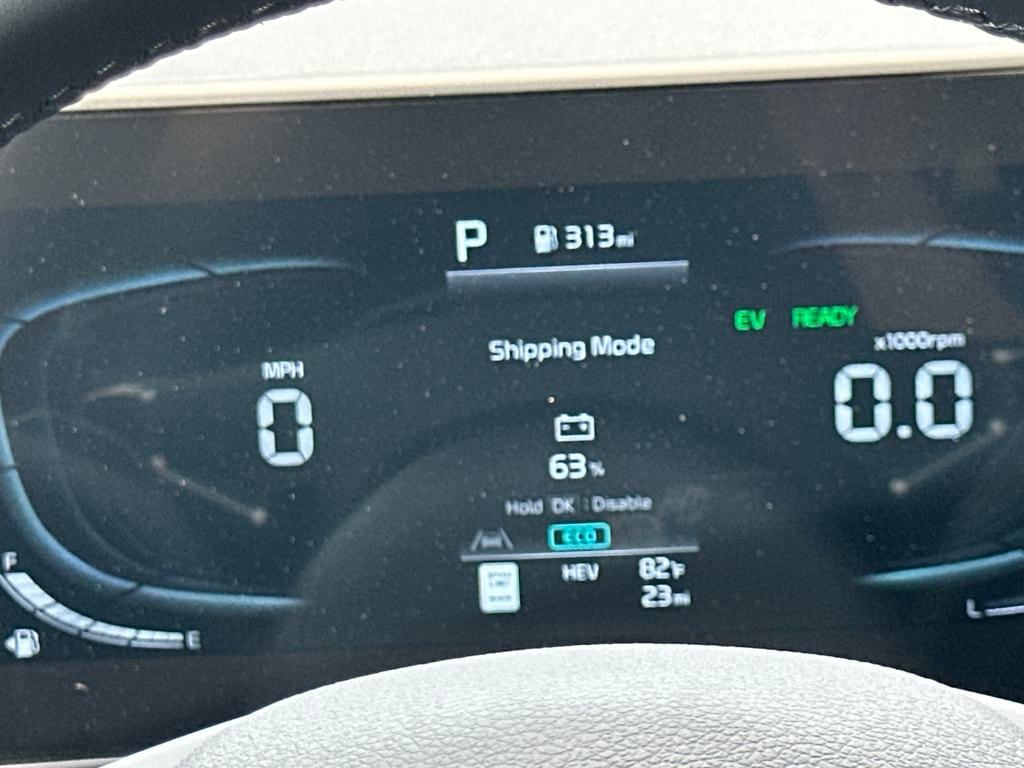 P 313mi
EV READY
Shipping Mode
x1000rpm
MPH
0
0.0
63%
Hold OK : Disable
ECO
HEV 82°F
23mi
F
E
L